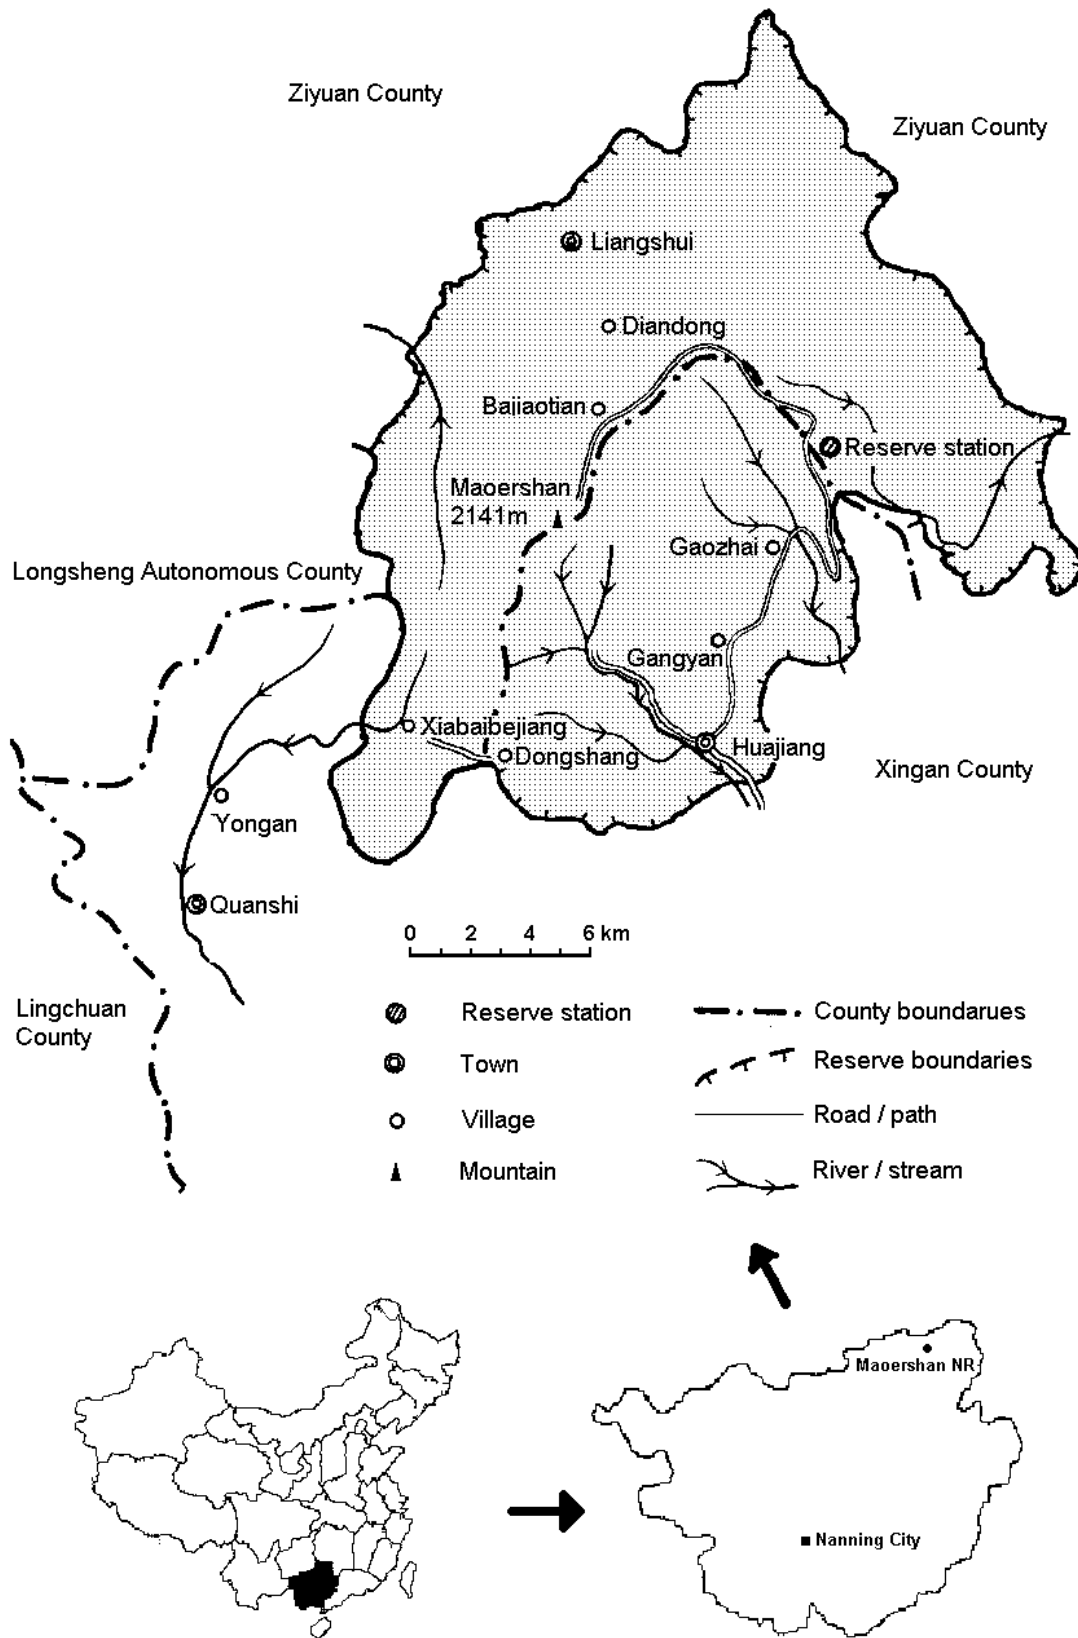 Ziyuan County
Ziyuan County
Liangshui
Diandong
Bajiaotian
Reserve station
Maoershan
2141m
Gaozhai
Longsheng Autonomous County
Gangyan
Xiabaibejiang
Huajiang
Dongshang
Xingan County
Yongan
Quanshi
0 2 4 6 km
Lingchuan
County
Reserve station
County boundarues
Town
Reserve boundaries
Village
Road / path
Mountain
River / stream
Maoershan NR
Nanning City